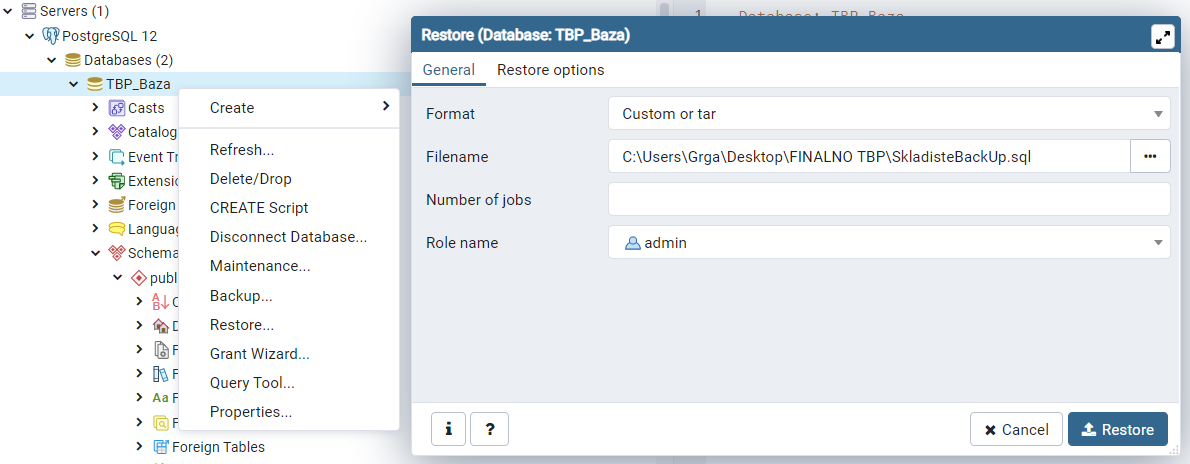 Servers (1)
PostgreSQL 12
Databases (2)
TBP_Baza
Casts
Catalog
Event Tr
Extensio
Foreign
Languag
Schema
publ
Foreign Tables
Create
Refresh...
Delete/Drop
CREATE Script
Disconnect Database...
Maintenance...
Backup...
Restore...
Grant Wizard...
Query Tool...
Properties...
1
Database: TBP_Baza
Restore (Database: TBP_Baza)
General Restore options
Format Custom or tar
Filename C:\Users\Grga\Desktop\FINALNO TBP\SkladisteBackUp.sql
Number of jobs
Role name admin
i ? Cancel Restore